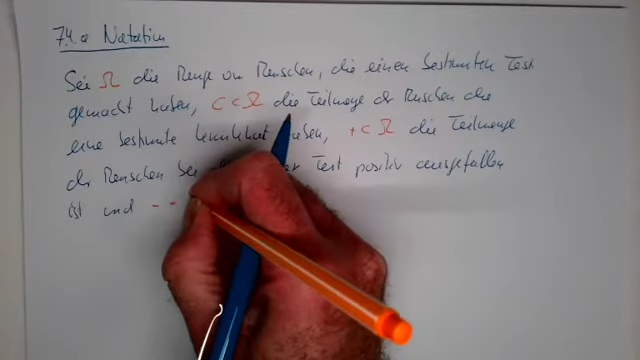 7.4.a Notation
Sei Ω die Menge von Menschen, die einen bestimmten Test
gemacht haben, C ⊂ Ω die Teilmenge der Menschen die
eine bestimmte Krankheit haben, + ⊂ Ω die Teilmenge
der Menschen bei Test positiv ausgefallen
ist und -